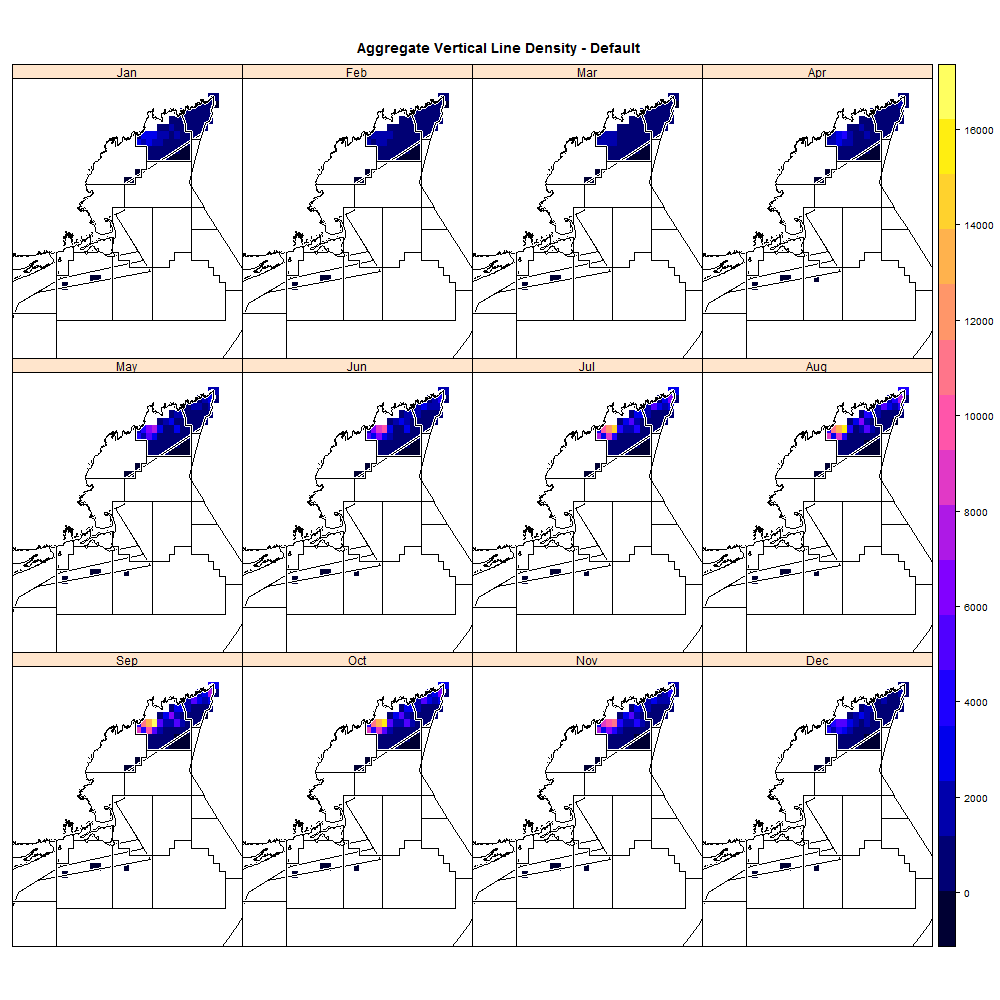 Aggregate Vertical Line Density - Default
Jan
Feb
Mar
Apr
May
Jun
Jul
Aug
Sep
Oct
Nov
Dec
16000
14000
12000
10000
8000
6000
4000
2000
0